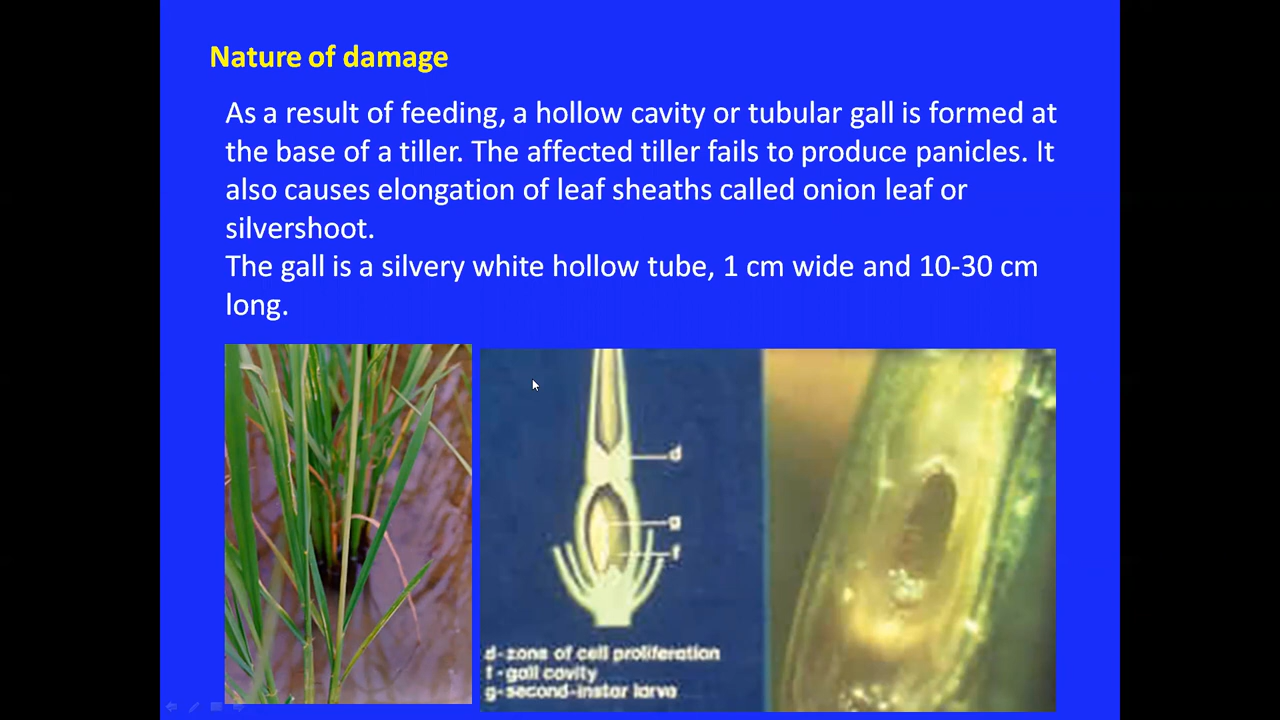 Nature of damage
As a result of feeding, a hollow cavity or tubular gall is formed at
the base of a tiller. The affected tiller fails to produce panicles. It
also causes elongation of leaf sheaths called onion leaf or
silvershoot.
The gall is a silvery white hollow tube, 1 cm wide and 10-30 cm
long.
d
g
f
d-zone of cell proliferation
f-gall cavity
g-second-instar larva